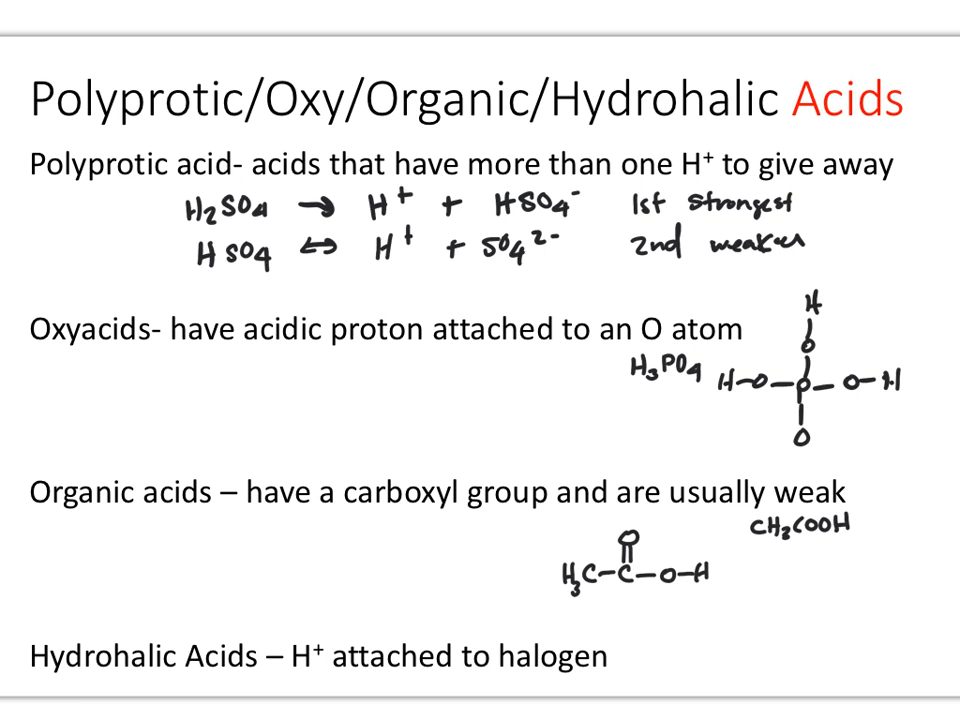 Polyprotic/Oxy/Organic/Hydrohalic Acids
Polyprotic acid- acids that have more than one H⁺ to give away
H₂SO₄ → H⁺ + HSO₄⁻ 1st strongest
HSO₄ ↔ H⁺ + SO₄²⁻ 2nd weaker
Oxyacids- have acidic proton attached to an O atom
H
O
H₃PO₄ H-O-P-O-H
O
Organic acids – have a carboxyl group and are usually weak
CH₃COOH
O
H₃C-C-O-H
Hydrohalic Acids – H⁺ attached to halogen